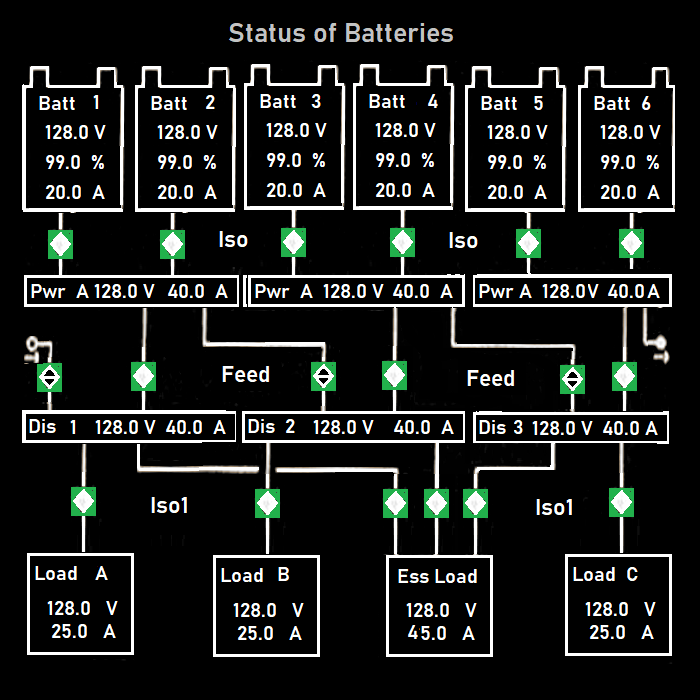 Status of Batteries
Batt 1
128.0 V
99.0 %
20.0 A
Batt 2
128.0 V
99.0 %
20.0 A
Batt 3
128.0 V
99.0 %
20.0 A
Batt 4
128.0 V
99.0 %
20.0 A
Batt 5
128.0 V
99.0 %
20.0 A
Batt 6
128.0 V
99.0 %
20.0 A
Iso
Iso
Pwr A 128.0 V 40.0 A
Pwr A 128.0 V 40.0 A
Pwr A 128.0 V 40.0 A
Feed
Feed
Dis 1 128.0 V 40.0 A
Dis 2 128.0 V 40.0 A
Dis 3 128.0 V 40.0 A
Iso1
Iso1
Load A
128.0 V
25.0 A
Load B
128.0 V
25.0 A
Ess Load
128.0 V
45.0 A
Load C
128.0 V
25.0 A